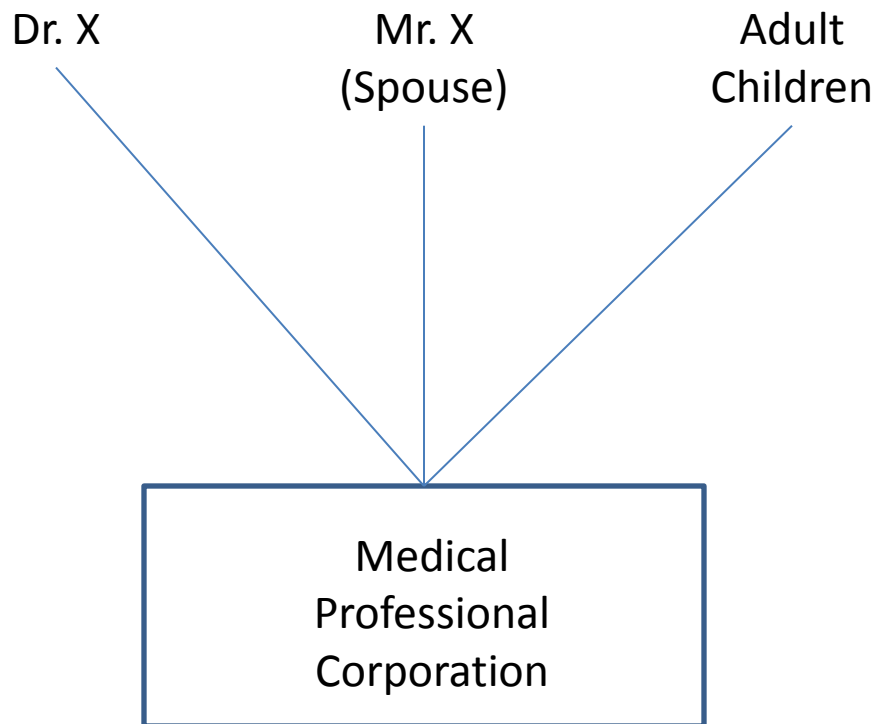 Dr. X
Mr. X
(Spouse)
Adult
Children
Medical
Professional
Corporation